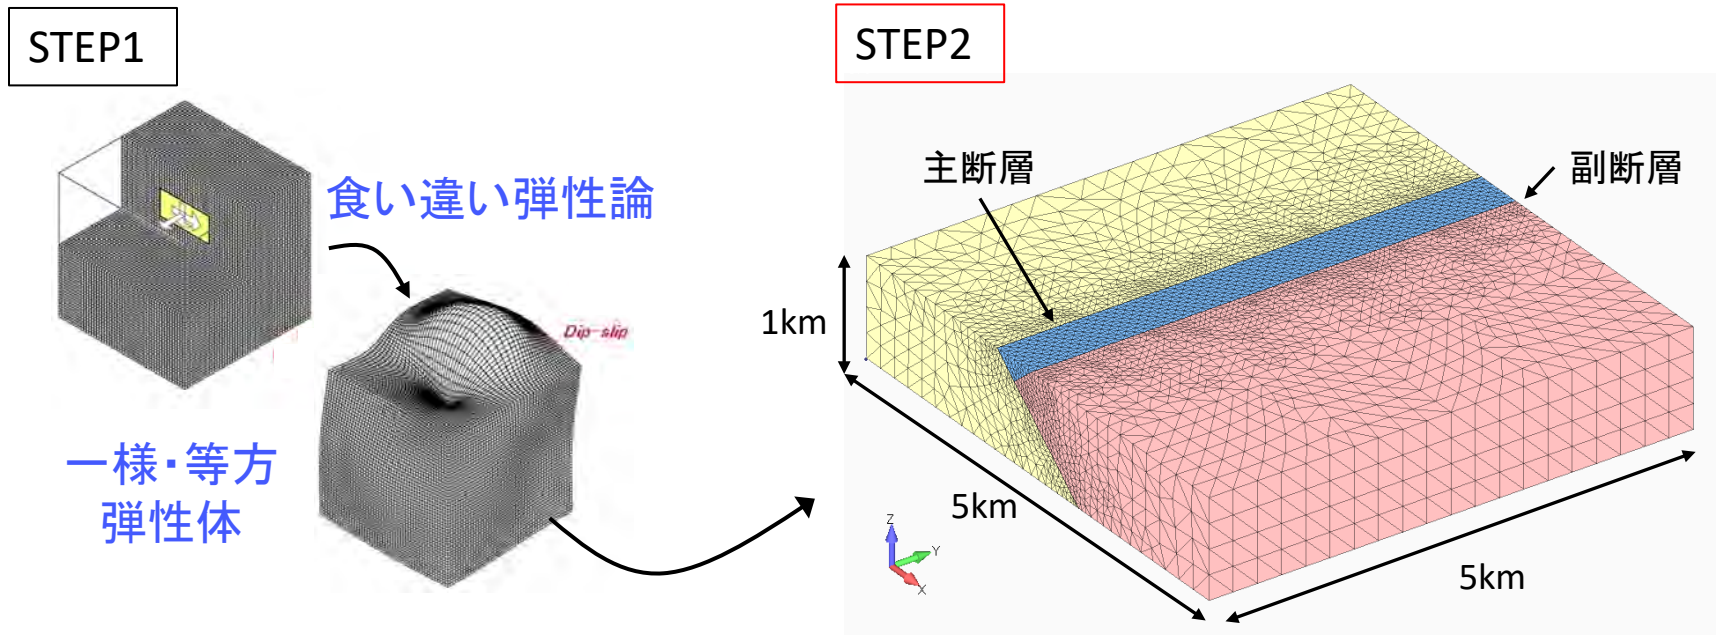 STEP1
食い違い弾性論
Dip-slip
一様・等方
弾性体
STEP2
主断層
副断層
1km
5km
5km
Z
Y
X